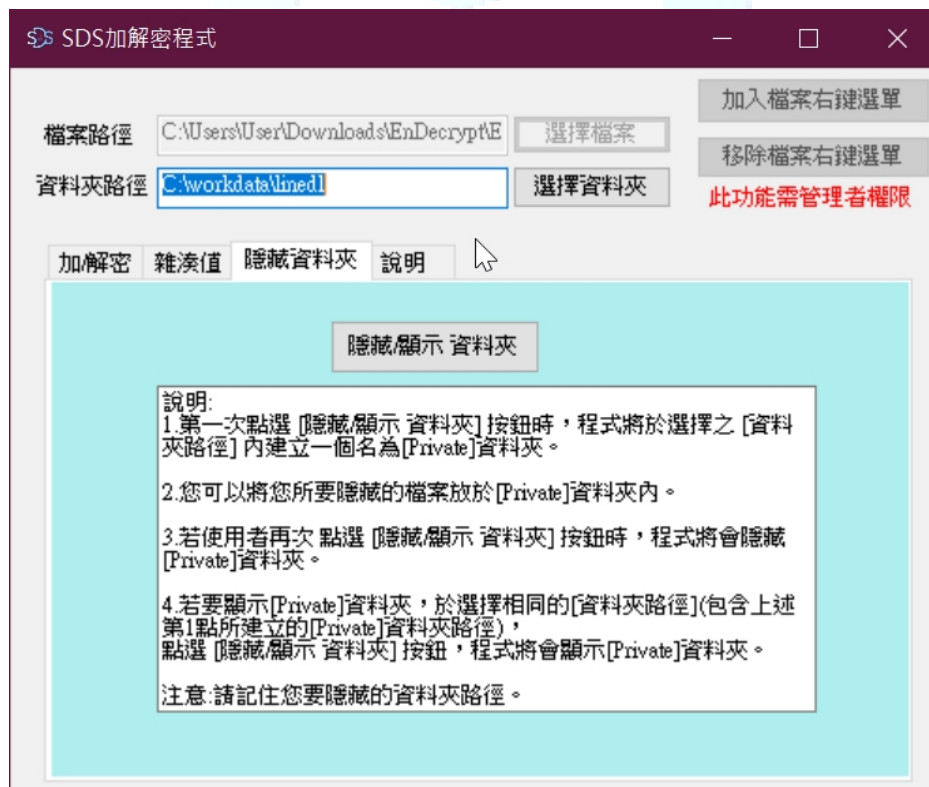 SDS加解密程式
加入檔案右鍵選單
檔案路徑 C:\Users\User\Downloads\EnDecrypt\E 選擇檔案
移除檔案右鍵選單
資料夾路徑 C:\workdata\lined1 選擇資料夾
此功能需管理者權限
加/解密 雜湊值 隱藏資料夾 說明
隱藏/顯示 資料夾
說明:
1.第一次點選 [隱藏/顯示 資料夾] 按鈕時，程式將於選擇之 [資料
夾路徑] 內建立一個名為[Private]資料夾。
2.您可以將您所要隱藏的檔案放於[Private]資料夾內。
3.若使用者再次 點選 [隱藏/顯示 資料夾] 按鈕時，程式將會隱藏
[Private]資料夾。
4.若要顯示[Private]資料夾，於選擇相同的[資料夾路徑](包含上述
第1點所建立的[Private]資料夾路徑)，
點選 [隱藏/顯示 資料夾] 按鈕，程式將會顯示[Private]資料夾。
注意:請記住您要隱藏的資料夾路徑。